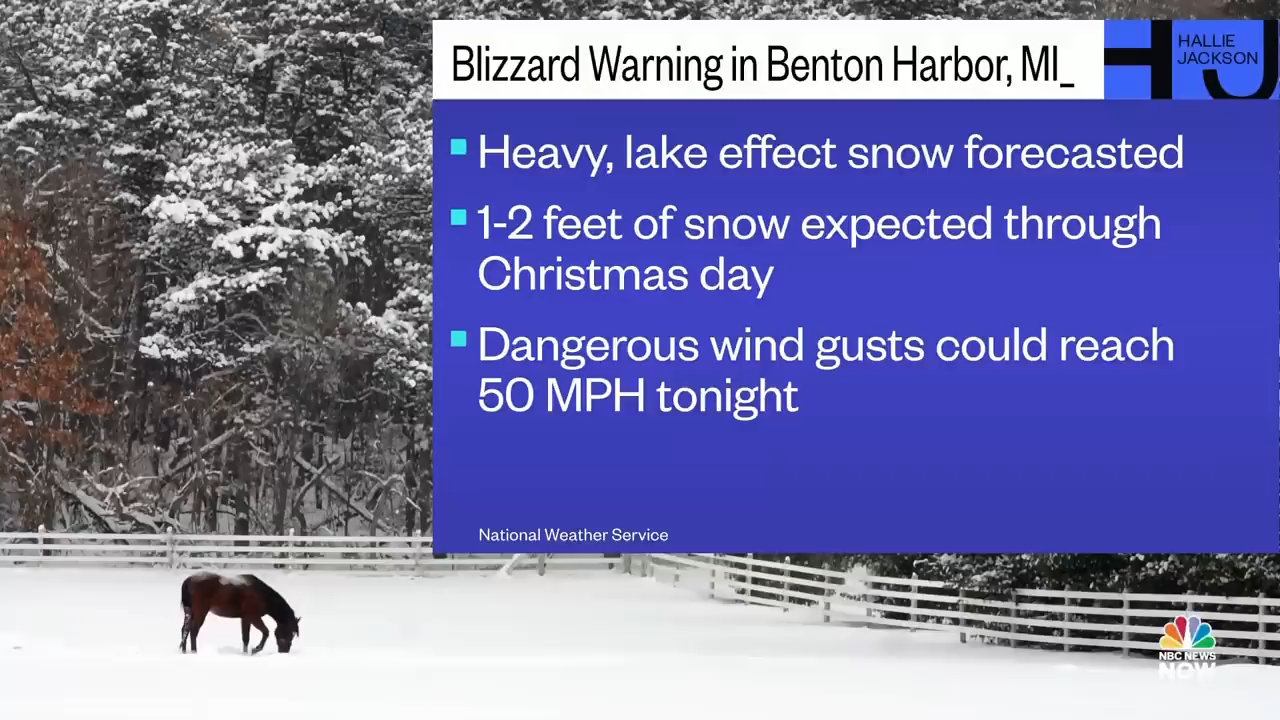 Blizzard Warning in Benton Harbor, MI_
HALLIE
JACKSON
HJ
Heavy, lake effect snow forecasted
1-2 feet of snow expected through
Christmas day
Dangerous wind gusts could reach
50 MPH tonight
National Weather Service
NBC NEWS
NOW